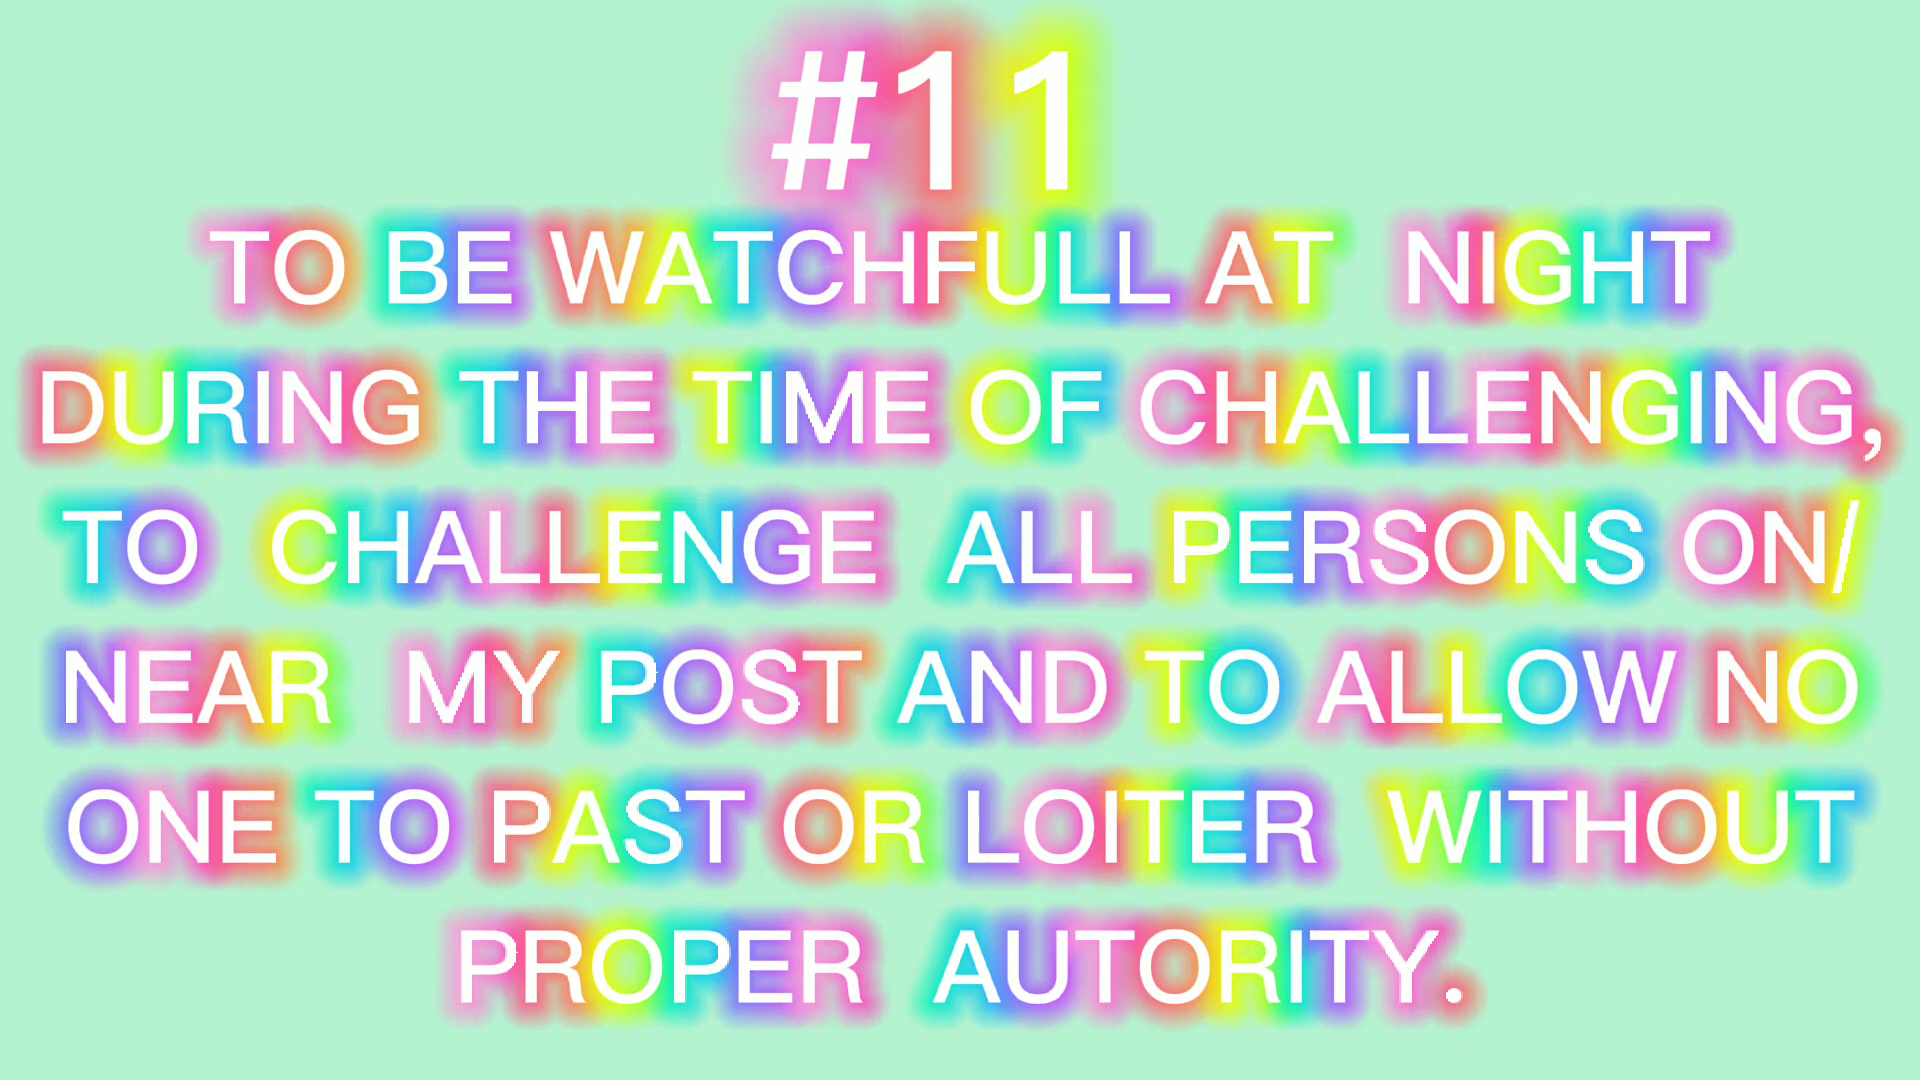 #11
TO BE WATCHFULL AT NIGHT
DURING THE TIME OF CHALLENGING,
TO CHALLENGE ALL PERSONS ON/
NEAR MY POST AND TO ALLOW NO
ONE TO PAST OR LOITER WITHOUT
PROPER AUTORITY.